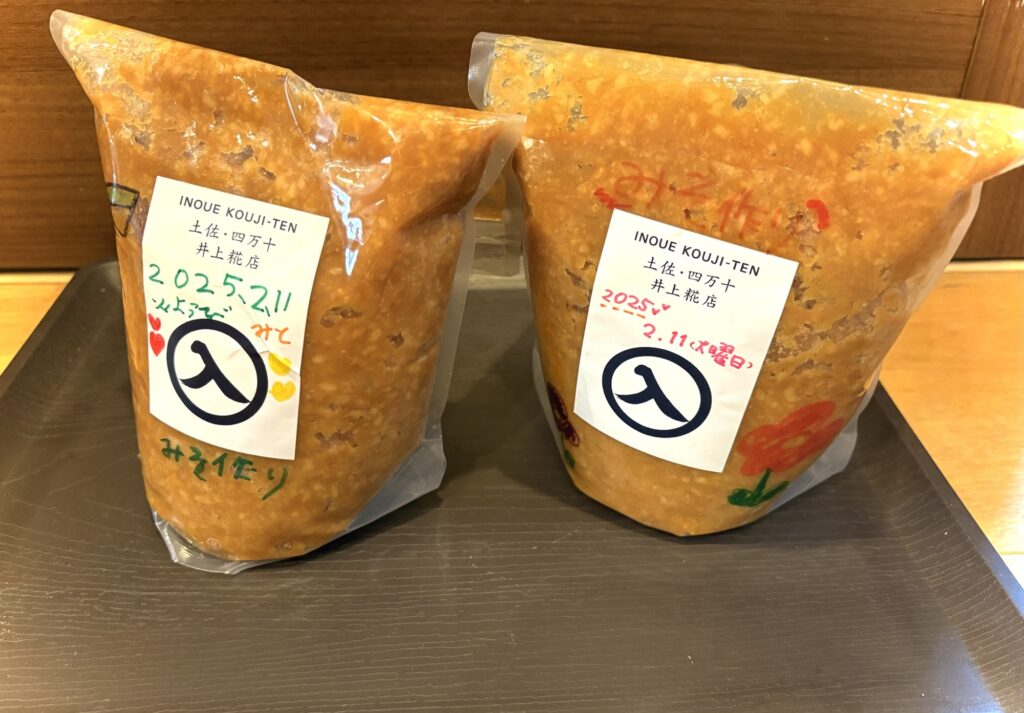 INOUE KOUJI-TEN
土佐・四万十
井上糀店
2025.2.11
みそ
入
みそ作り
みそ作り
INOUE KOUJI-TEN
土佐・四万十
井上糀店
2025
2.11(火曜日)
入